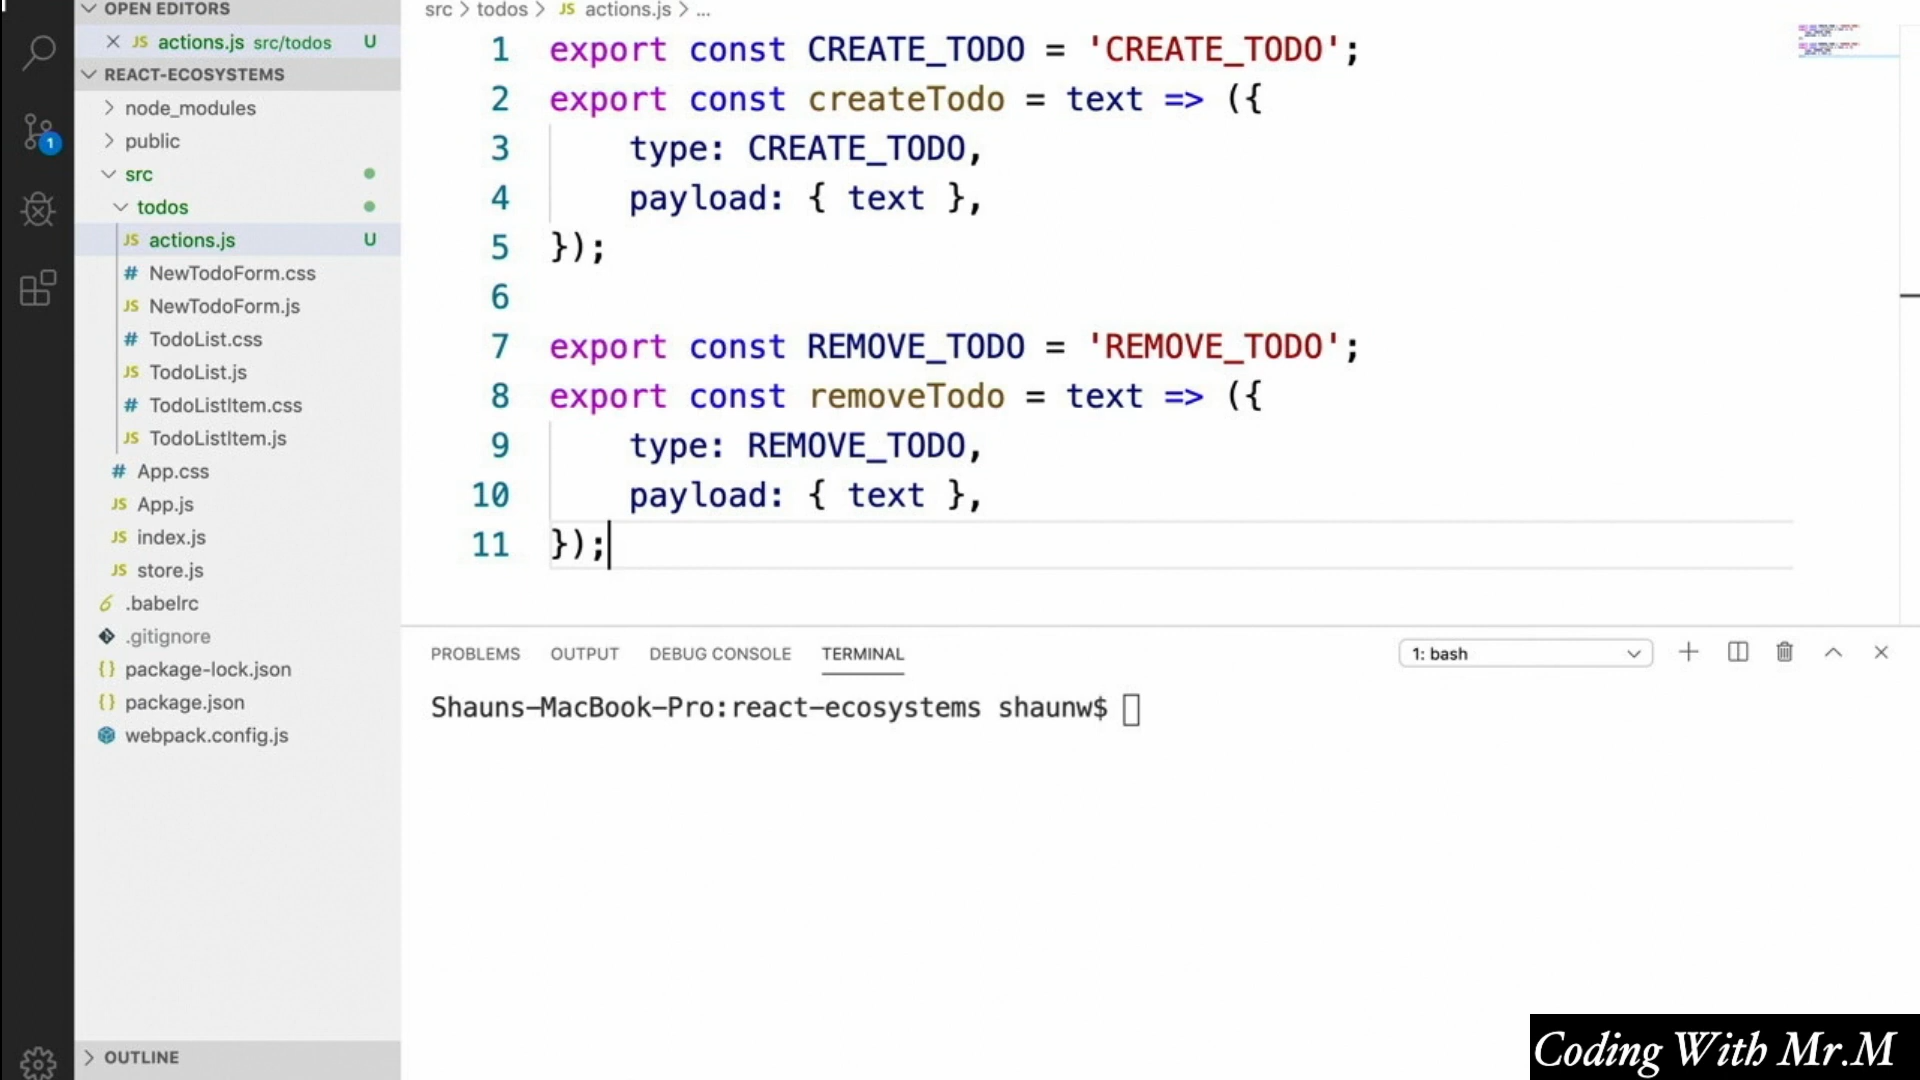 OPEN EDITORS
JS actions.js src/todos U
REACT-ECOSYSTEMS
node_modules
public
src
todos
JS actions.js U
# NewTodoForm.css
JS NewTodoForm.js
# TodoList.css
JS TodoList.js
# TodoListItem.css
JS TodoListItem.js
# App.css
JS App.js
JS index.js
JS store.js
.babelrc
.gitignore
{} package-lock.json
{} package.json
webpack.config.js
OUTLINE
1
src > todos > JS actions.js > ...
1 export const CREATE_TODO = 'CREATE_TODO';
2 export const createTodo = text => ({
3 type: CREATE_TODO,
4 payload: { text },
5 });
6
7 export const REMOVE_TODO = 'REMOVE_TODO';
8 export const removeTodo = text => ({
9 type: REMOVE_TODO,
10 payload: { text },
11 });
PROBLEMS OUTPUT DEBUG CONSOLE TERMINAL 1: bash
Shauns-MacBook-Pro:react-ecosystems shaunw$
Coding With Mr.M